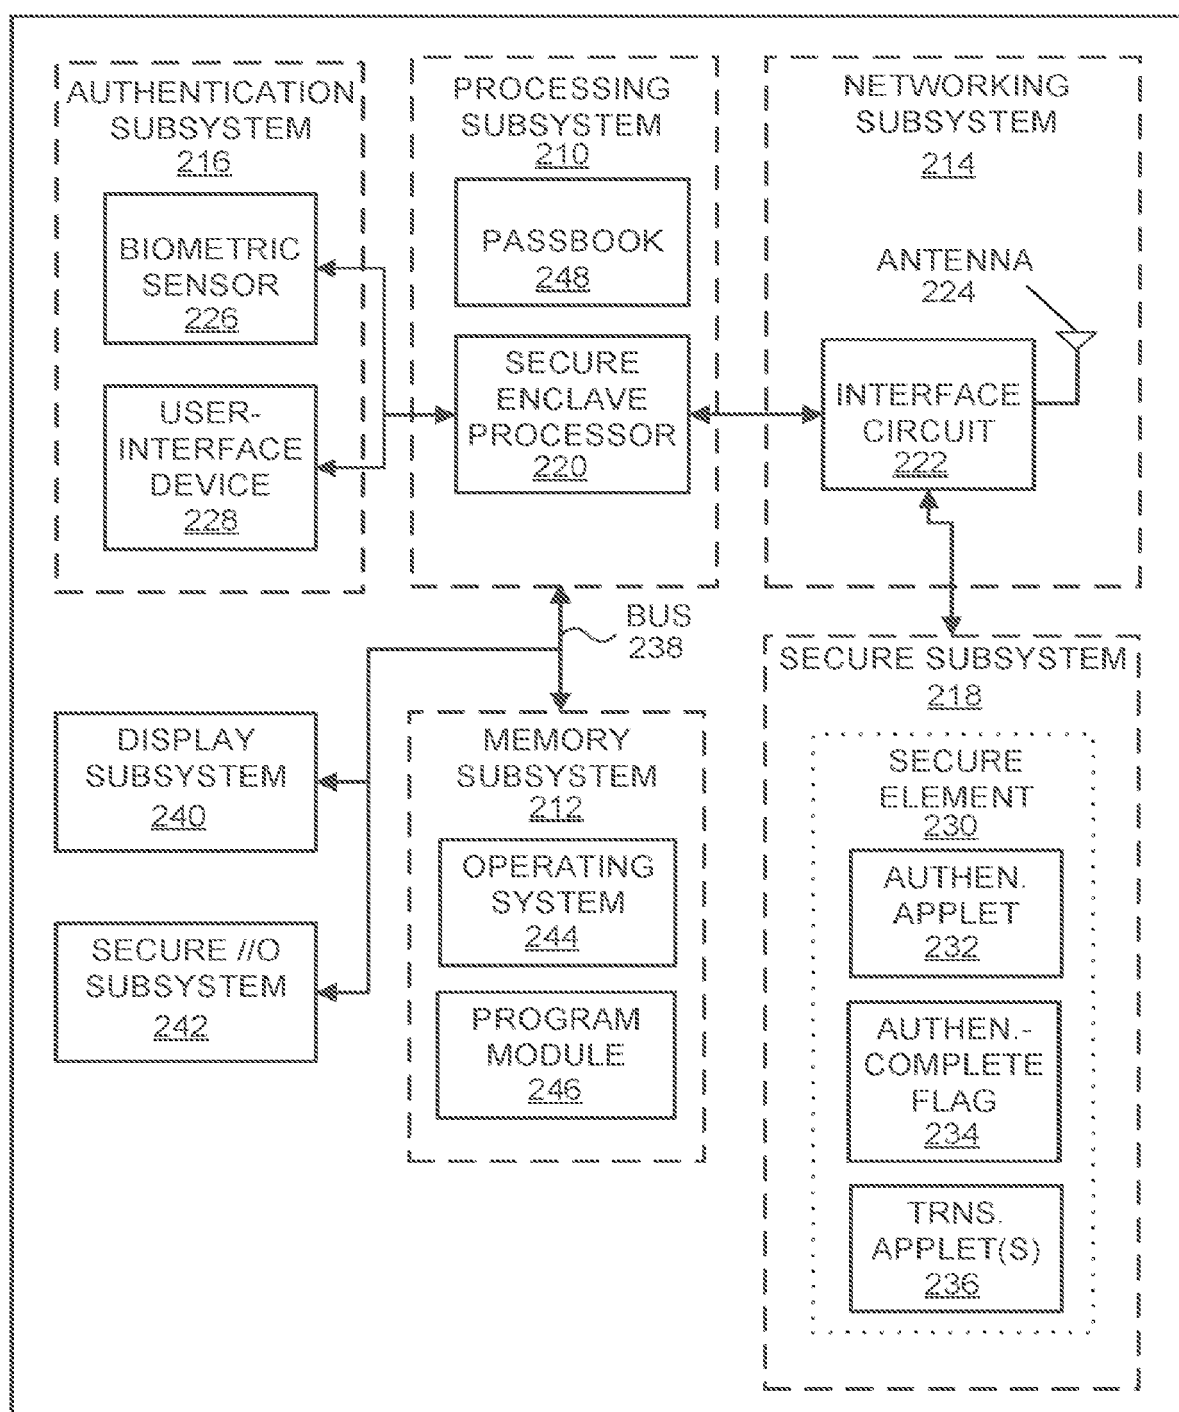 AUTHENTICATION
SUBSYSTEM
216
BIOMETRIC
SENSOR
226
USER-
INTERFACE
DEVICE
228
PROCESSING
SUBSYSTEM
210
PASSBOOK
248
SECURE
ENCLAVE
PROCESSOR
220
NETWORKING
SUBSYSTEM
214
ANTENNA
224
INTERFACE
CIRCUIT
222
BUS
238
DISPLAY
SUBSYSTEM
240
SECURE I/O
SUBSYSTEM
242
MEMORY
SUBSYSTEM
212
OPERATING
SYSTEM
244
PROGRAM
MODULE
246
SECURE SUBSYSTEM
218
SECURE
ELEMENT
230
AUTHEN.
APPLET
232
AUTHEN.-
COMPLETE
FLAG
234
TRNS.
APPLET(S)
236